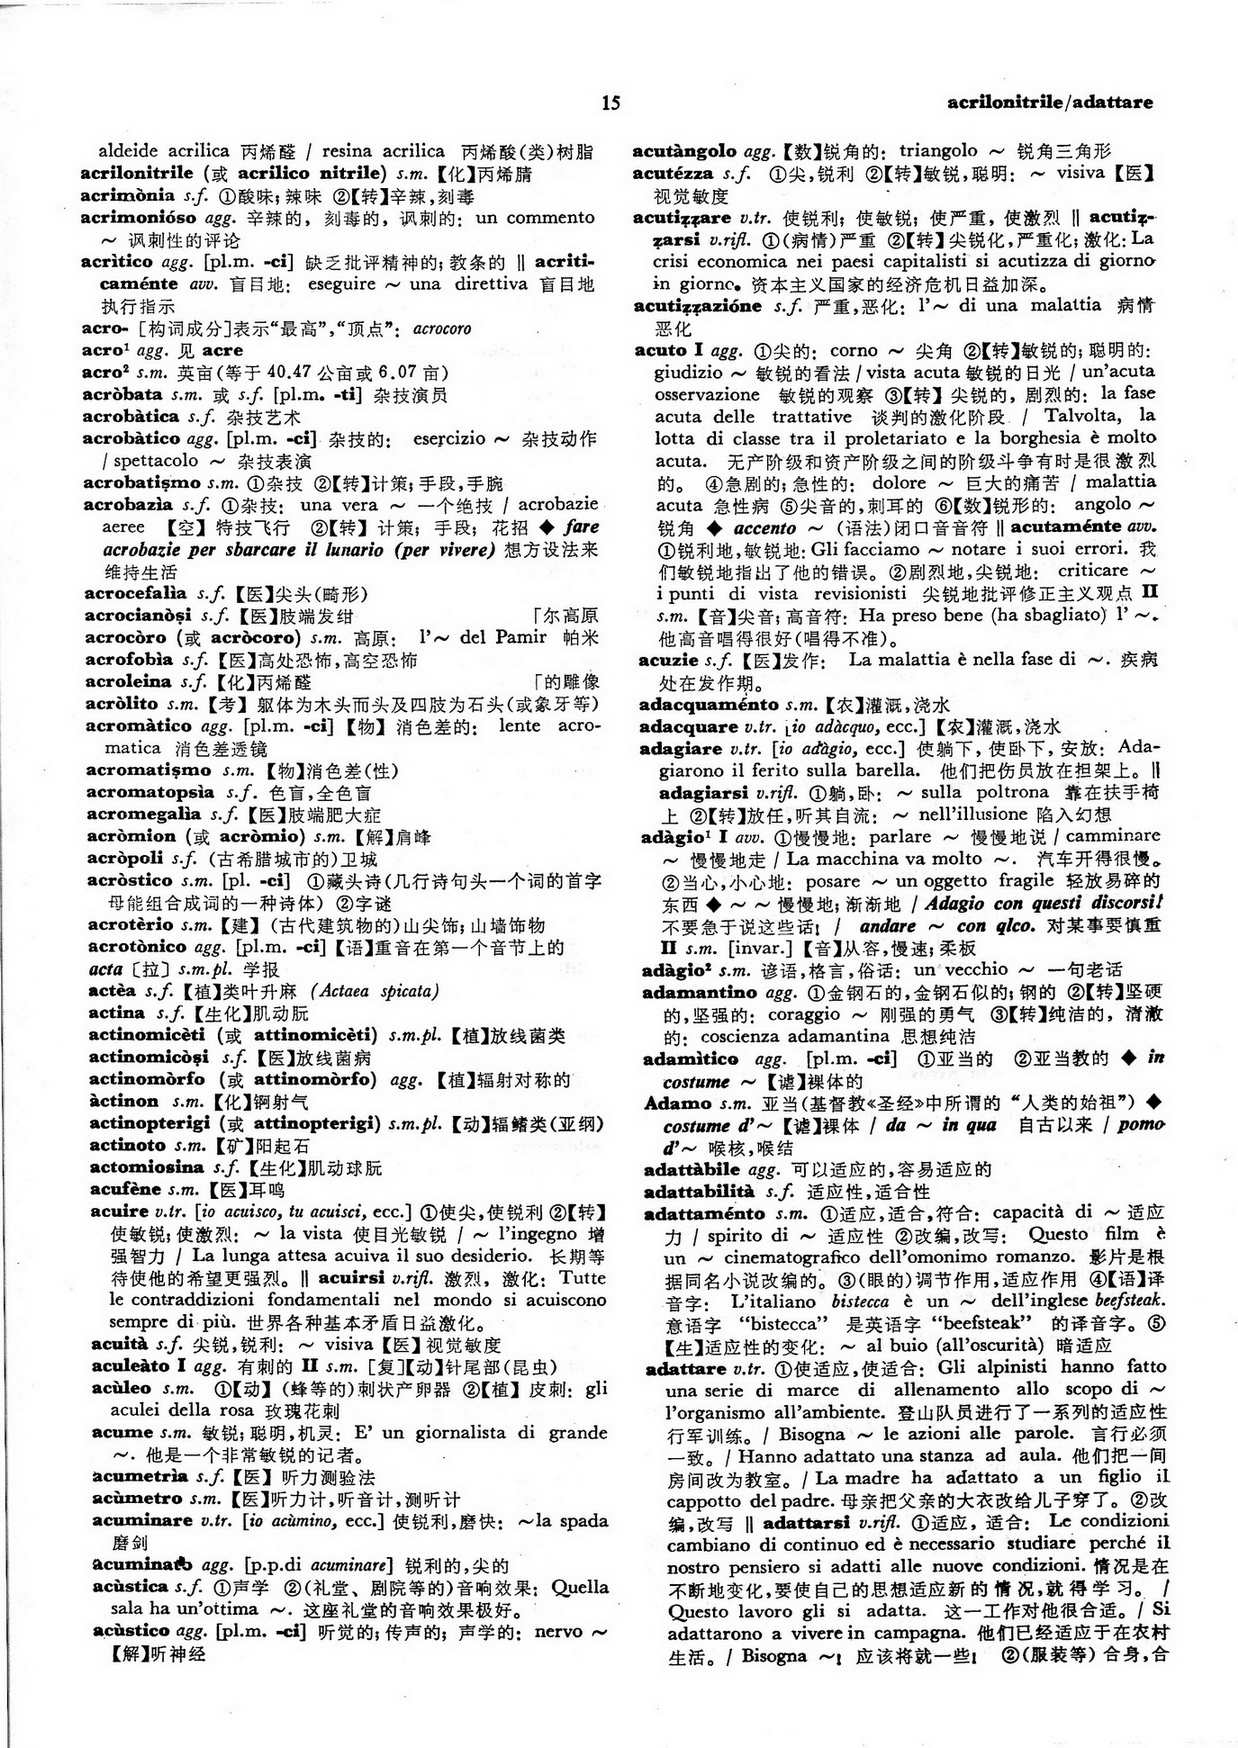 15
acrilonitrile/adattare
aldeide acrilica 丙烯醛 / resina acrilica 丙烯酸(类)树脂
acrilonitrile (或 acrilico nitrile) s.m. 【化】丙烯腈
acrimònia s.f. ①酸味; 辣味 ②【转】辛辣,刻毒
acrimonióso agg. 辛辣的, 刻毒的, 讽刺的: un commento
～ 讽刺性的评论
acrìtico agg. [pl.m. -ci] 缺乏批评精神的; 教条的 ‖ acriti-
caménte avv. 盲目地: eseguire ～ una direttiva 盲目地
执行指示
acro- [构词成分]表示“最高”,“顶点”: acrocoro
acro¹ agg. 见 acre
acro² s.m. 英亩(等于 40.47 公亩或 6.07 亩)
acròbata s.m. 或 s.f. [pl.m. -ti] 杂技演员
acrobàtica s.f. 杂技艺术
acrobàtico agg. [pl.m. -ci] 杂技的: esercizio ～ 杂技动作
/ spettacolo ～ 杂技表演
acrobatişmo s.m. ①杂技 ②【转】计策; 手段,手腕
acrobazìa s.f. ①杂技: una vera ～ 一个绝技 / acrobazie
aeree 【空】特技飞行 ②【转】计策; 手段; 花招 ◆ fare
acrobazie per sbarcare il lunario (per vivere) 想方设法来
维持生活
acrocefalìa s.f. 【医】尖头(畸形)
acrocianòşi s.f. 【医】肢端发绀 「尔高原
acrocòro (或 acròcoro) s.m. 高原: l'～ del Pamir 帕米
acrofobìa s.f. 【医】高处恐怖,高空恐怖
acroleina s.f. 【化】丙烯醛 「的雕像
acròlito s.m. 【考】躯体为木头而头及四肢为石头(或象牙等)
acromàtico agg. [pl.m. -ci] 【物】消色差的: lente acro-
matica 消色差透镜
acromatişmo s.m. 【物】消色差(性)
acromatopsìa s.f. 色盲,全色盲
acromegalìa s.f. 【医】肢端肥大症
acròmion (或 acròmio) s.m. 【解】肩峰
acròpoli s.f. (古希腊城市的)卫城
acròstico s.m. [pl. -ci] ①藏头诗(几行诗句头一个词的首字
母能组合成词的一种诗体) ②字谜
acrotèrio s.m. 【建】(古代建筑物的)山尖饰; 山墙饰物
acrotònico agg. [pl.m. -ci] 【语】重音在第一个音节上的
acta 〔拉〕s.m.pl. 学报
actèa s.f. 【植】类叶升麻 (Actaea spicata)
actina s.f. 【生化】肌动朊
actinomicèti (或 attinomicèti) s.m.pl. 【植】放线菌类
actinomicòşi s.f. 【医】放线菌病
actinomòrfo (或 attinomòrfo) agg. 【植】辐射对称的
àctinon s.m. 【化】锕射气
actinopterigi (或 attinopterigi) s.m.pl. 【动】辐鳍类(亚纲)
actinoto s.m. 【矿】阳起石
actomiosina s.f. 【生化】肌动球朊
acufène s.m. 【医】耳鸣
acuire v.tr. [io acuisco, tu acuisci, ecc.] ①使尖,使锐利 ②【转】
使敏锐; 使激烈: ～ la vista 使目光敏锐 / ～ l'ingegno 增
强智力 / La lunga attesa acuiva il suo desiderio. 长期等
待使他的希望更强烈。‖ acuirsi v.rifl. 激烈, 激化: Tutte
le contraddizioni fondamentali nel mondo si acuiscono
sempre di più. 世界各种基本矛盾日益激化。
acuità s.f. 尖锐,锐利: ～ visiva 【医】视觉敏度
aculeàto I agg. 有刺的 II s.m. [复]【动】针尾部(昆虫)
acùleo s.m. ①【动】(蜂等的)刺状产卵器 ②【植】皮刺: gli
aculei della rosa 玫瑰花刺
acume s.m. 敏锐; 聪明,机灵: E' un giornalista di grande
～. 他是一个非常敏锐的记者。
acumetrìa s.f. 【医】听力测验法
acùmetro s.m. 【医】听力计,听音计,测听计
acuminare v.tr. [io acùmino, ecc.] 使锐利,磨快: ～la spada
磨剑
acuminato agg. [p.p.di acuminare] 锐利的,尖的
acùstica s.f. ①声学 ②(礼堂、剧院等的)音响效果: Quella
sala ha un'ottima ～. 这座礼堂的音响效果极好。
acùstico agg. [pl.m. -ci] 听觉的; 传声的; 声学的: nervo ～
【解】听神经
acutàngolo agg. 【数】锐角的: triangolo ～ 锐角三角形
acutézza s.f. ①尖,锐利 ②【转】敏锐,聪明: ～ visiva 【医】
视觉敏度
acutiẓẓare v.tr. 使锐利; 使敏锐; 使严重, 使激烈 ‖ acutiẓ-
ẓarsi v.rifl. ①(病情)严重 ②【转】尖锐化,严重化; 激化: La
crisi economica nei paesi capitalisti si acutizza di giorno
in giorno. 资本主义国家的经济危机日益加深。
acutiẓẓazióne s.f. 严重,恶化: l'～ di una malattia 病情
恶化
acuto I agg. ①尖的: corno ～ 尖角 ②【转】敏锐的; 聪明的:
giudizio ～ 敏锐的看法 / vista acuta 敏锐的目光 / un'acuta
osservazione 敏锐的观察 ③【转】尖锐的, 剧烈的: la fase
acuta delle trattative 谈判的激化阶段 / Talvolta, la
lotta di classe tra il proletariato e la borghesia è molto
acuta. 无产阶级和资产阶级之间的阶级斗争有时是很激烈
的。 ④急剧的; 急性的: dolore ～ 巨大的痛苦 / malattia
acuta 急性病 ⑤尖音的,刺耳的 ⑥【数】锐形的: angolo ～
锐角 ◆ accento ～ (语法)闭口音音符 ‖ acutaménte avv.
①锐利地,敏锐地: Gli facciamo ～ notare i suoi errori. 我
们敏锐地指出了他的错误。②剧烈地,尖锐地: criticare ～
i punti di vista revisionisti 尖锐地批评修正主义观点 II
s.m. 【音】尖音; 高音符: Ha preso bene (ha sbagliato) l' ～.
他高音唱得很好(唱得不准)。
acuzie s.f. 【医】发作: La malattia è nella fase di ～. 疾病
处在发作期。
adacquaménto s.m. 【农】灌溉,浇水
adacquare v.tr. [io adàcquo, ecc.] 【农】灌溉,浇水
adagiare v.tr. [io adàgio, ecc.] 使躺下, 使卧下, 安放: Ada-
giarono il ferito sulla barella. 他们把伤员放在担架上。‖
adagiarsi v.rifl. ①躺,卧: ～ sulla poltrona 靠在扶手椅
上 ②【转】放任,听其自流: ～ nell'illusione 陷入幻想
adàgio¹ I avv. ①慢慢地: parlare ～ 慢慢地说 / camminare
～ 慢慢地走 / La macchina va molto ～. 汽车开得很慢。
②当心,小心地: posare ～ un oggetto fragile 轻放易碎的
东西 ◆ ～ ～ 慢慢地; 渐渐地 / Adagio con questi discorsi!
不要急于说这些话! / andare ～ con qlco. 对某事要慎重
II s.m. [invar.] 【音】从容,慢速; 柔板
adàgio² s.m. 谚语,格言,俗话: un vecchio ～ 一句老话
adamantino agg. ①金钢石的,金钢石似的; 钢的 ②【转】坚硬
的,坚强的: coraggio ～ 刚强的勇气 ③【转】纯洁的, 清澈
的: coscienza adamantina 思想纯洁
adamìtico agg. [pl.m. -ci] ①亚当的 ②亚当教的 ◆ in
costume ～ 【谑】裸体的
Adamo s.m. 亚当(基督教《圣经》中所谓的 “人类的始祖”) ◆
costume d'～ 【谑】裸体 / da ～ in qua 自古以来 / pomo
d'～ 喉核,喉结
adattàbile agg. 可以适应的,容易适应的
adattabilità s.f. 适应性,适合性
adattaménto s.m. ①适应,适合,符合: capacità di ～ 适应
力 / spirito di ～ 适应性 ②改编,改写: Questo film è
un ～ cinematografico dell'omonimo romanzo. 影片是根
据同名小说改编的。③(眼的)调节作用,适应作用 ④【语】译
音字: L'italiano bistecca è un ～ dell'inglese beefsteak.
意语字 “bistecca” 是英语字 “beefsteak” 的译音字。⑤
【生】适应性的变化: ～ al buio (all'oscurità) 暗适应
adattare v.tr. ①使适应,使适合: Gli alpinisti hanno fatto
una serie di marce di allenamento allo scopo di ～
l'organismo all'ambiente. 登山队员进行了一系列的适应性
行军训练。/ Bisogna ～ le azioni alle parole. 言行必须
一致。/ Hanno adattato una stanza ad aula. 他们把一间
房间改为教室。/ La madre ha adattato a un figlio il
cappotto del padre. 母亲把父亲的大衣改给儿子穿了。②改
编,改写 ‖ adattarsi v.rifl. ①适应, 适合: Le condizioni
cambiano di continuo ed è necessario studiare perché il
nostro pensiero si adatti alle nuove condizioni. 情况是在
不断地变化,要使自己的思想适应新的情况,就得学习。 /
Questo lavoro gli si adatta. 这一工作对他很合适。/ Si
adattarono a vivere in campagna. 他们已经适应于在农村
生活。/ Bisogna ～! 应该将就一些! ②(服装等) 合身,合